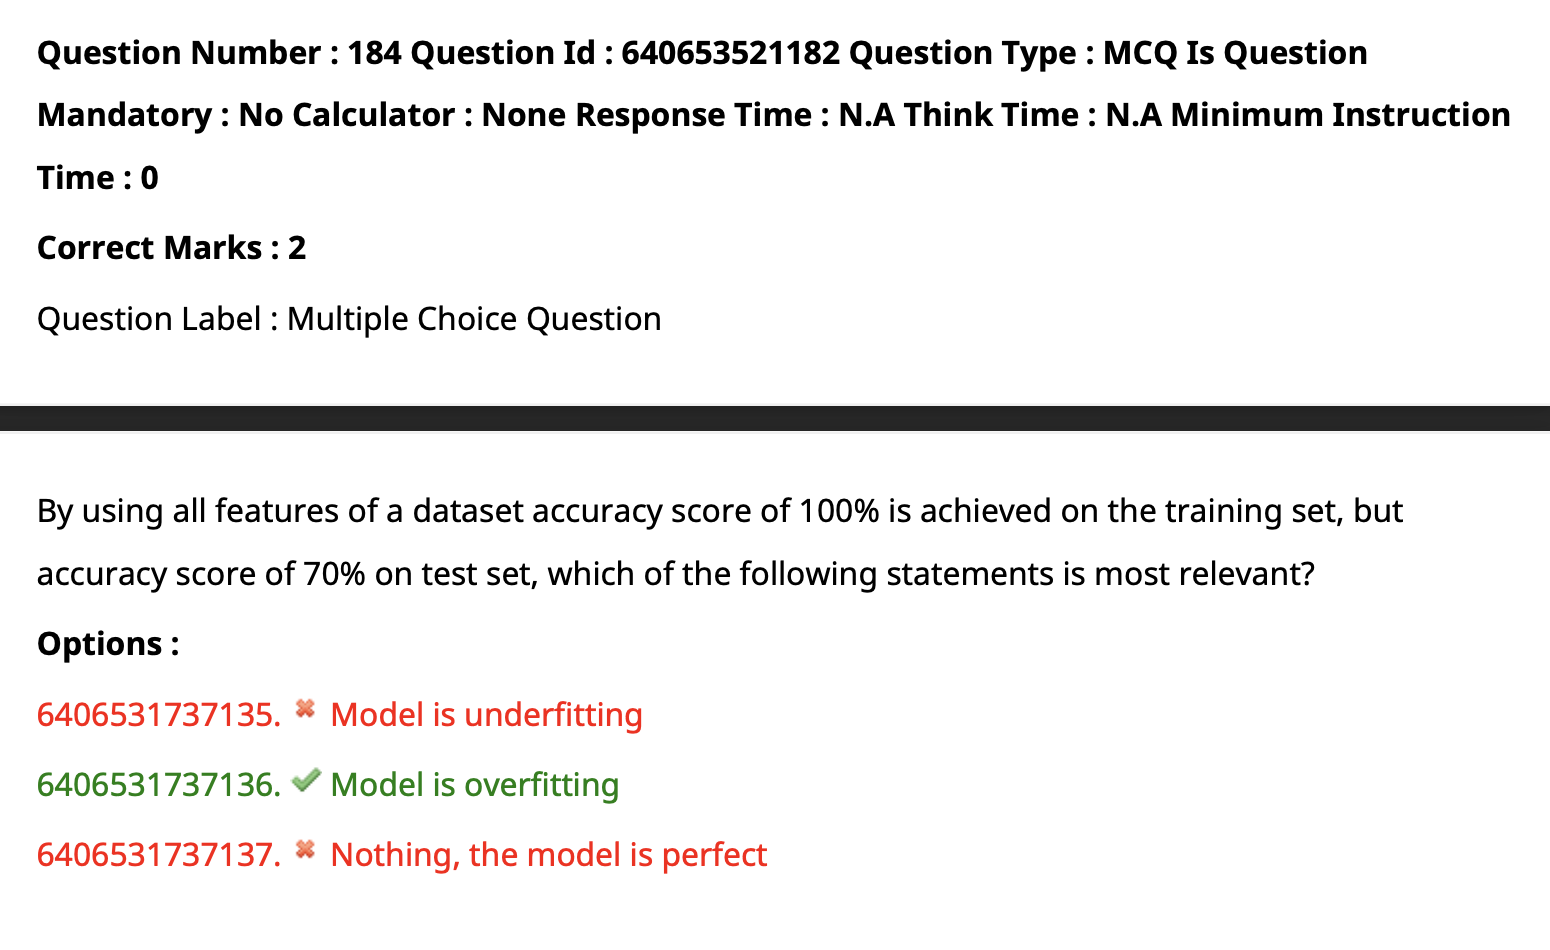 Question Number : 184 Question Id : 640653521182 Question Type : MCQ Is Question
Mandatory : No Calculator : None Response Time : N.A Think Time : N.A Minimum Instruction
Time : 0
Correct Marks : 2
Question Label : Multiple Choice Question
By using all features of a dataset accuracy score of 100% is achieved on the training set, but
accuracy score of 70% on test set, which of the following statements is most relevant?
Options :
6406531737135. ✖ Model is underfitting
6406531737136. ✔ Model is overfitting
6406531737137. ✖ Nothing, the model is perfect